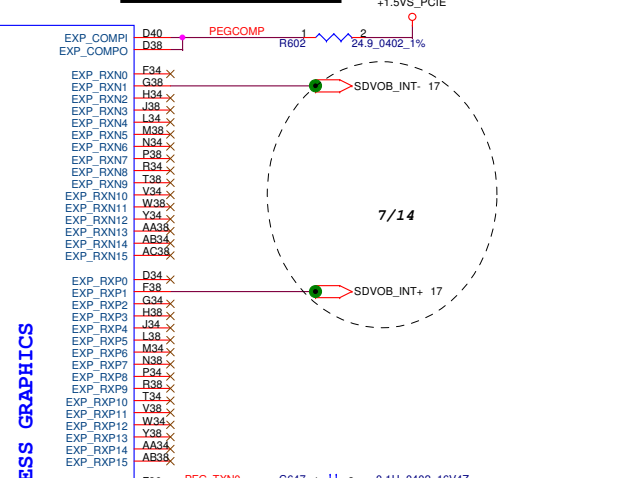 +1.5VS_PCIE
EXP_COMPI D40 PEGCOMP 1 2
EXP_COMPO D38 R602 24.9_0402_1%
EXP_RXN0 F34
EXP_RXN1 G38 SDVOB_INT- 17
EXP_RXN2 H34
EXP_RXN3 J38
EXP_RXN4 L34
EXP_RXN5 M38
EXP_RXN6 N34
EXP_RXN7 P38
EXP_RXN8 R34
EXP_RXN9 T38
EXP_RXN10 V34
EXP_RXN11 W38
EXP_RXN12 Y34
EXP_RXN13 AA38
EXP_RXN14 AB34
EXP_RXN15 AC38
7/14
EXP_RXP0 D34
EXP_RXP1 F38 SDVOB_INT+ 17
EXP_RXP2 G34
EXP_RXP3 H38
EXP_RXP4 J34
EXP_RXP5 L38
EXP_RXP6 M34
EXP_RXP7 N38
EXP_RXP8 P34
EXP_RXP9 R38
EXP_RXP10 T34
EXP_RXP11 V38
EXP_RXP12 W34
EXP_RXP13 Y38
EXP_RXP14 AA34
EXP_RXP15 AB38
ESS GRAPHICS